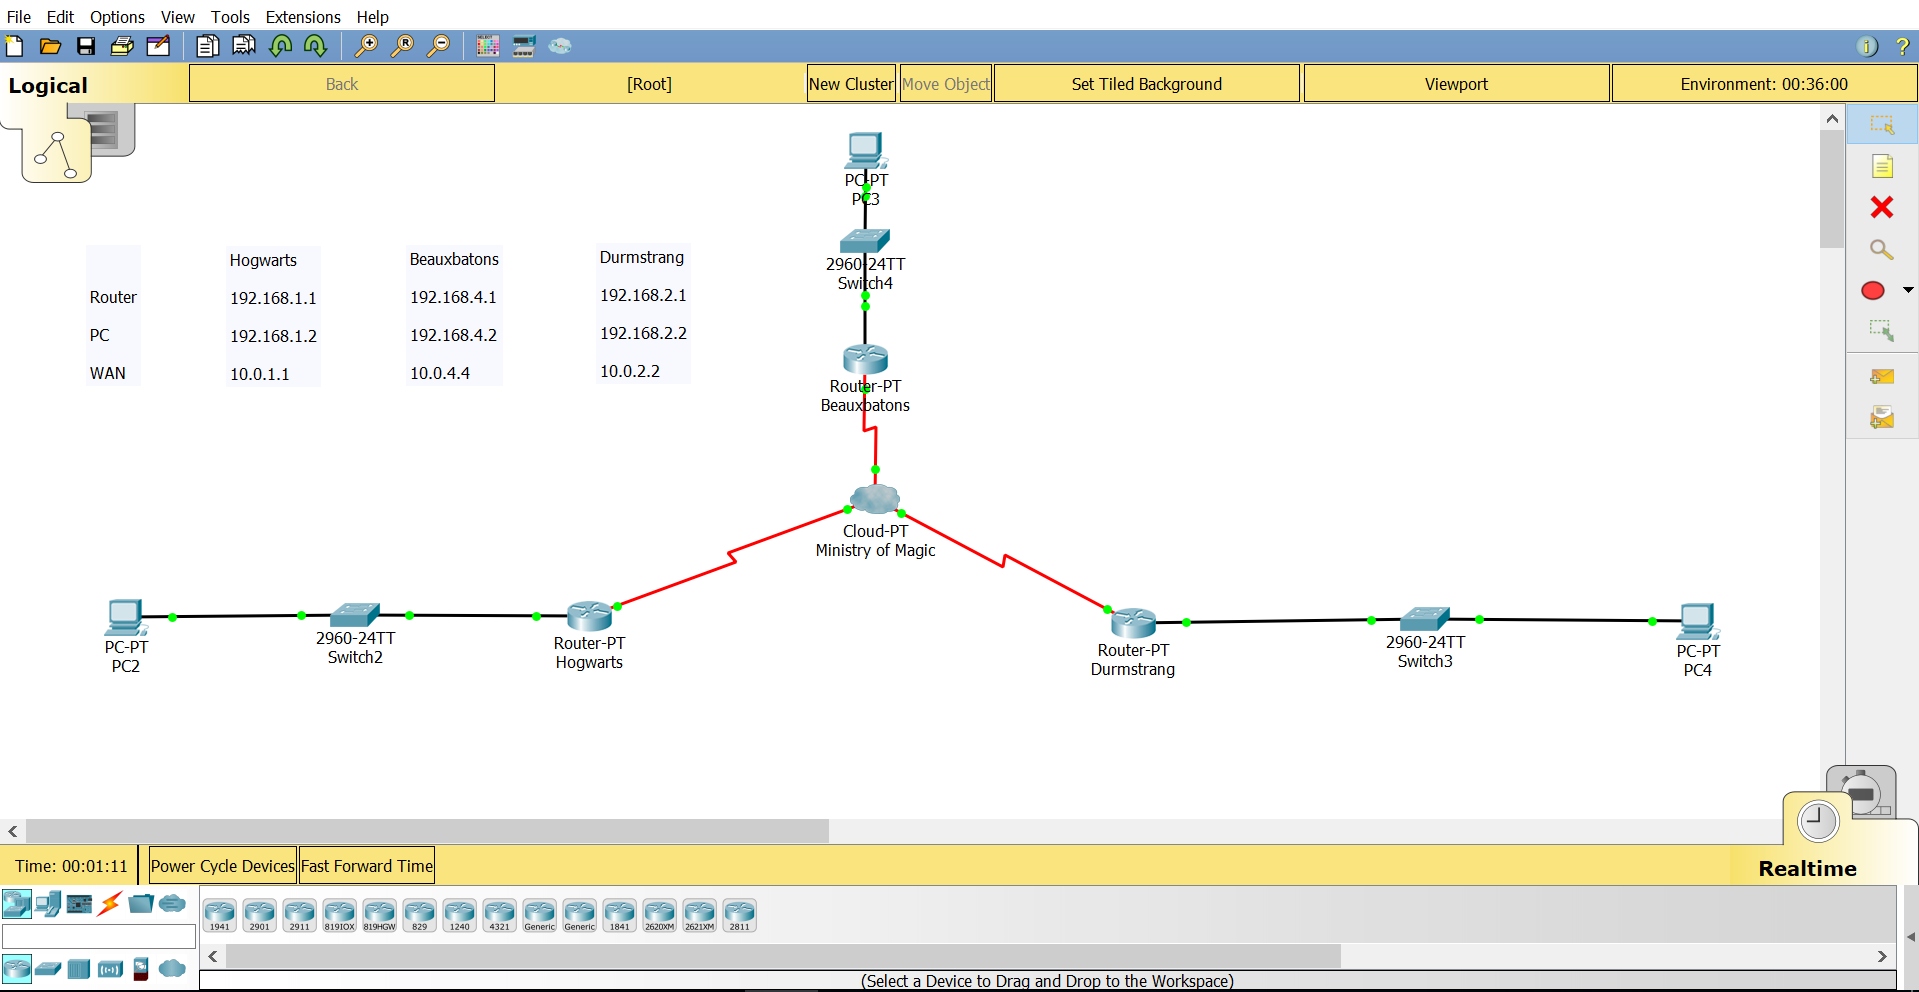 File Edit Options View Tools Extensions Help
Logical
Back
[Root]
New Cluster
Move Object
Set Tiled Background
Viewport
Environment: 00:36:00
PC-PT
PC3
2960-24TT
Switch4
Hogwarts Beauxbatons Durmstrang
Router 192.168.1.1 192.168.4.1 192.168.2.1
PC 192.168.1.2 192.168.4.2 192.168.2.2
WAN 10.0.1.1 10.0.4.4 10.0.2.2
Router-PT
Beauxbatons
Cloud-PT
Ministry of Magic
PC-PT
PC2
2960-24TT
Switch2
Router-PT
Hogwarts
Router-PT
Durmstrang
2960-24TT
Switch3
PC-PT
PC4
Time: 00:01:11
Power Cycle Devices
Fast Forward Time
Realtime
1941 2901 2911 819IOX 819HGW 829 1240 4321 Generic Generic 1841 2620XM 2621XM 2811
(Select a Device to Drag and Drop to the Workspace)